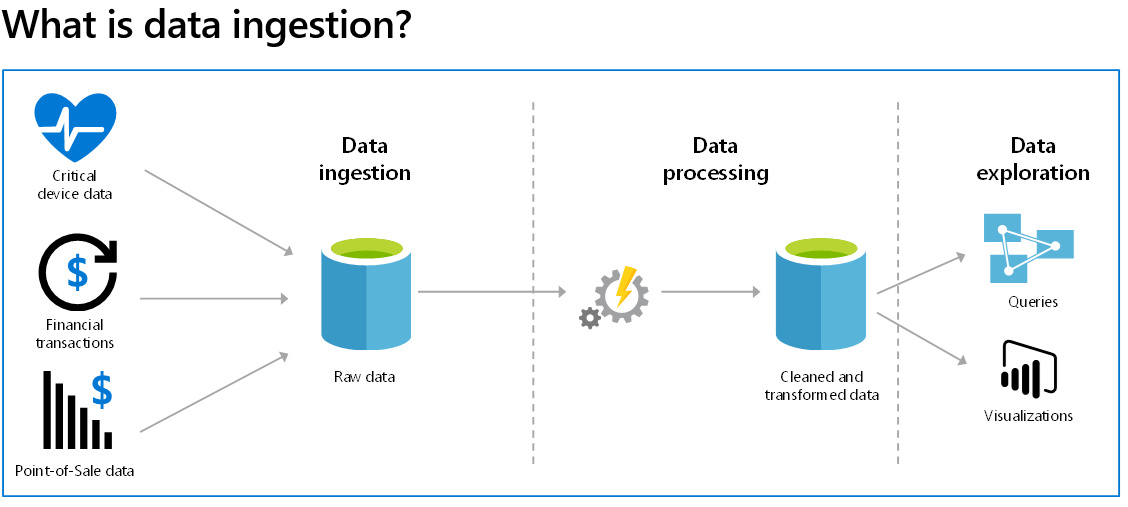 What is data ingestion?
Critical
device data
Financial
transactions
Point-of-Sale data
Data
ingestion
Raw data
Data
processing
Cleaned and
transformed data
Data
exploration
Queries
Visualizations
$
$